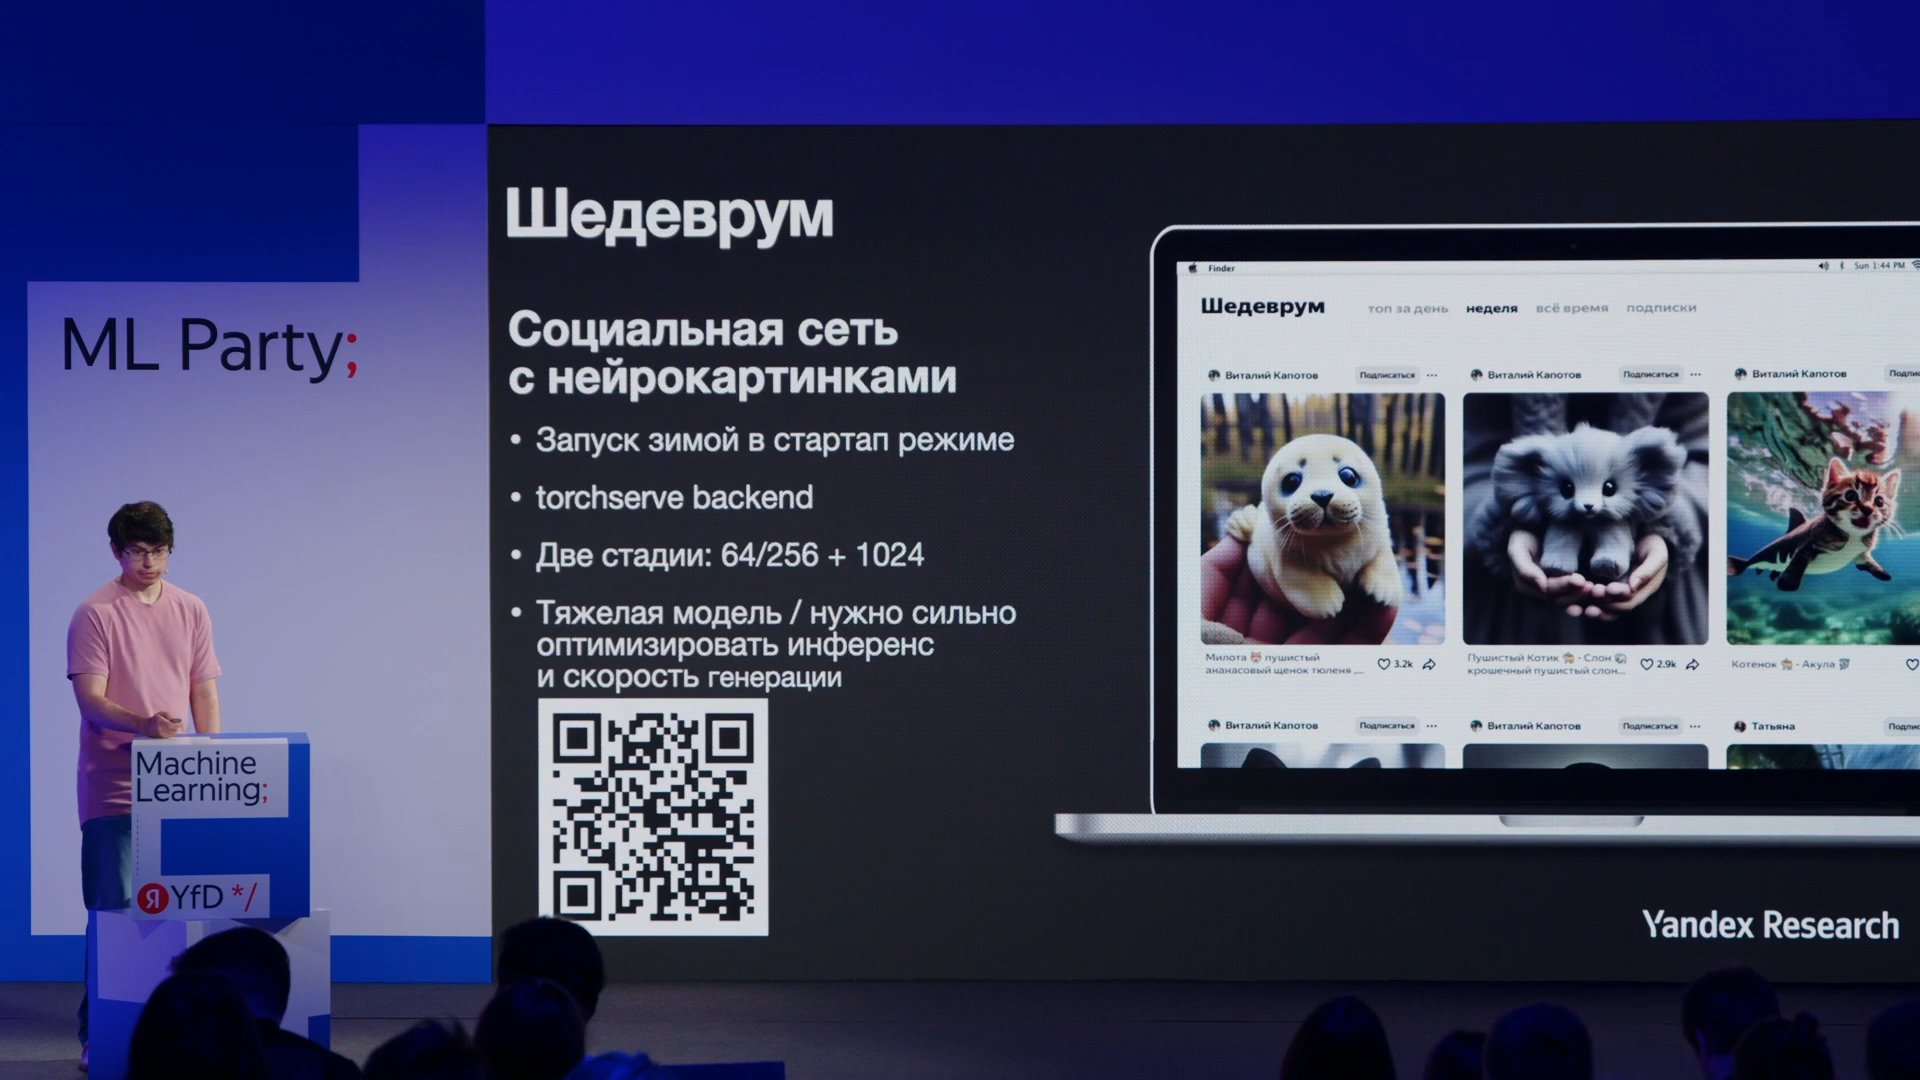 ML Party;
Machine
Learning;
Я YfD */
Шедеврум
Социальная сеть
с нейрокартинками
• Запуск зимой в стартап режиме
• torchserve backend
• Две стадии: 64/256 + 1024
• Тяжелая модель / нужно сильно
оптимизировать инференс
и скорость генерации
Finder
Sun 1:44 PM
Шедеврум топ за день неделя всё время подписки
Виталий Капотов Подписаться ...
Виталий Капотов Подписаться ...
Виталий Капотов
Милота пушистый
ананасовый щенок тюленя ,...
3.2k
Пушистый Котик - Слон
крошечный пушистый слон...
2.9k
Котенок - Акула
Виталий Капотов Подписаться ...
Виталий Капотов Подписаться ...
Татьяна
Yandex Research